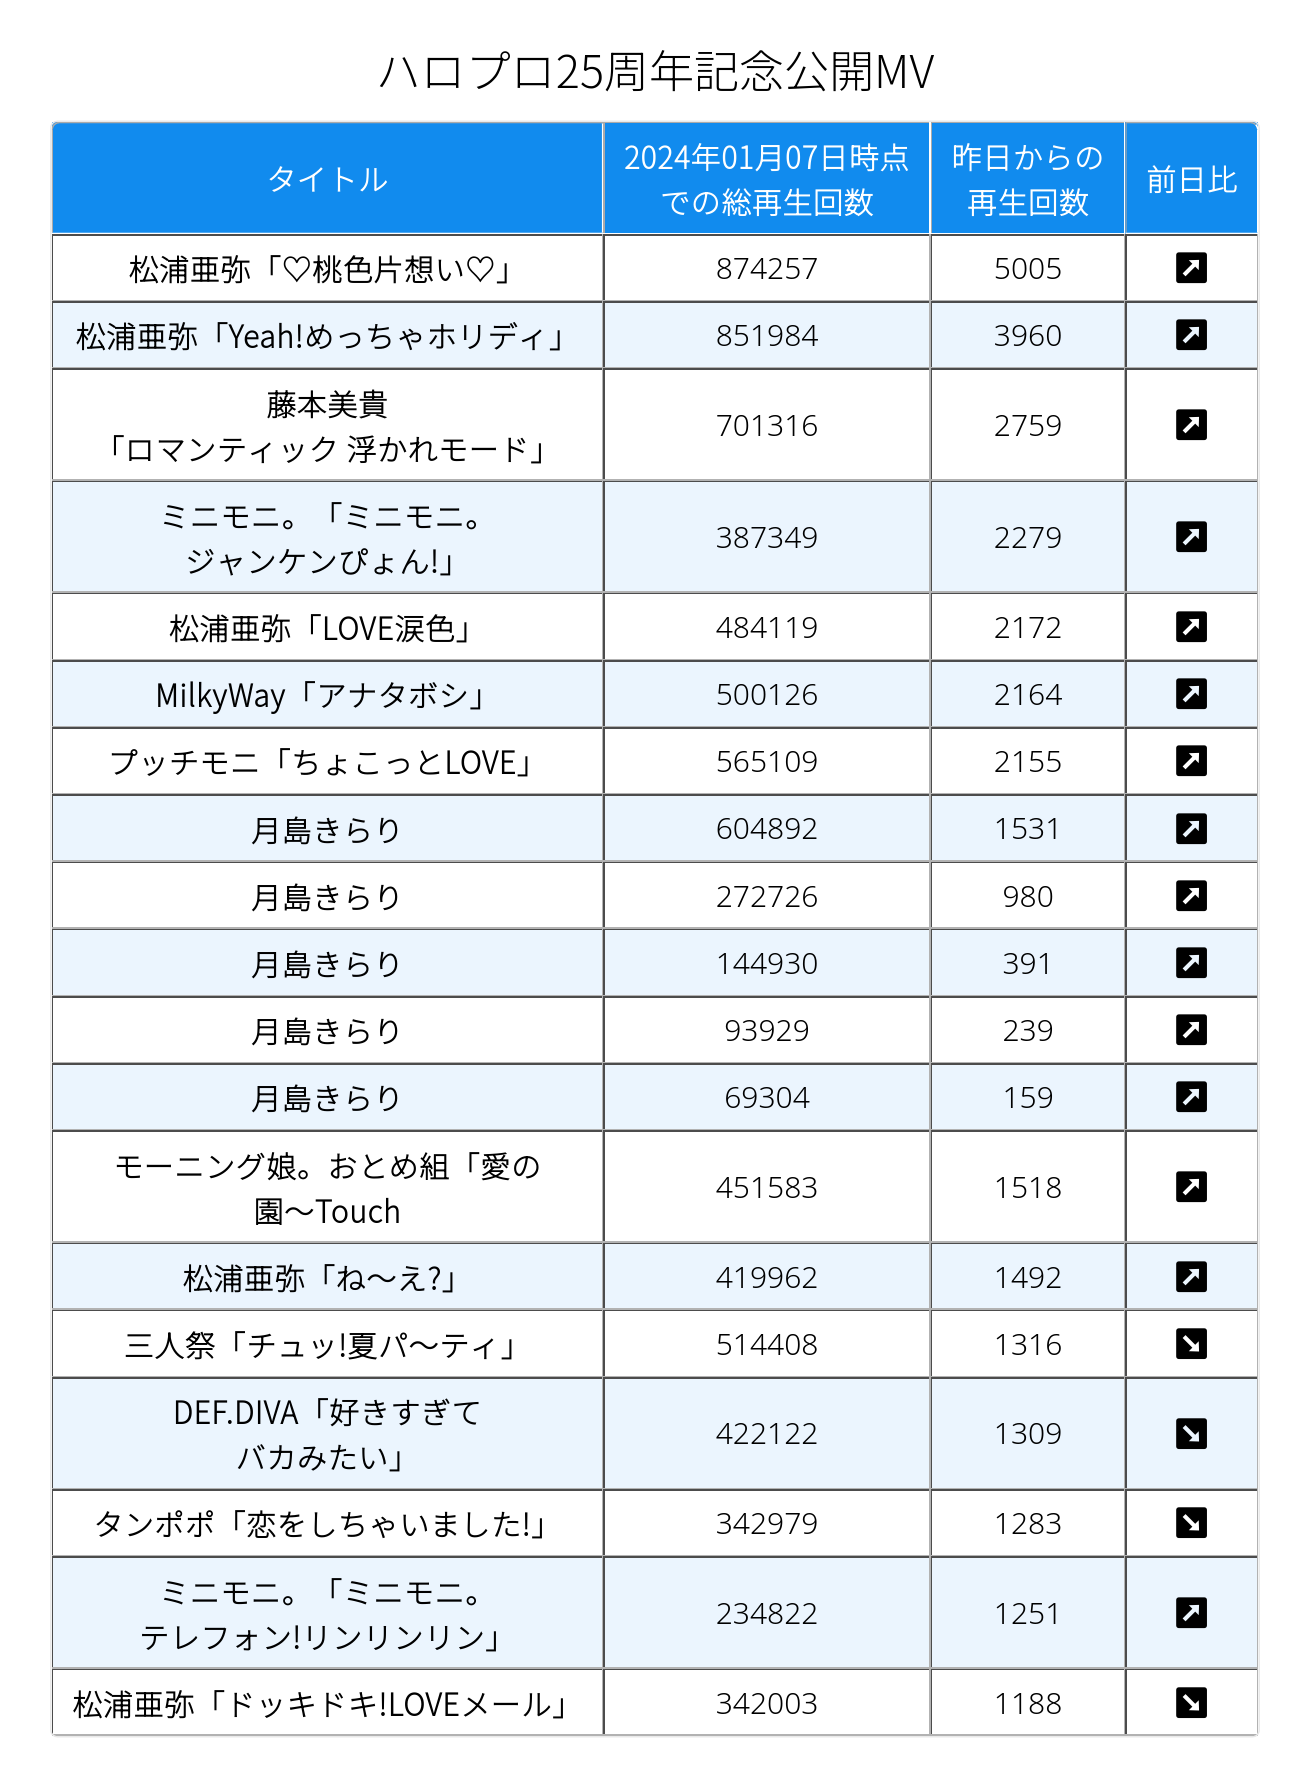 ハロプロ25周年記念公開MV
タイトル
2024年01月07日時点
での総再生回数
昨日からの
再生回数
前日比
松浦亜弥「♡桃色片想い♡」 874257 5005 ↗
松浦亜弥「Yeah!めっちゃホリディ」 851984 3960 ↗
藤本美貴
「ロマンティック 浮かれモード」 701316 2759 ↗
ミニモニ。「ミニモニ。
ジャンケンぴょん!」 387349 2279 ↗
松浦亜弥「LOVE涙色」 484119 2172 ↗
MilkyWay「アナタボシ」 500126 2164 ↗
プッチモニ「ちょこっとLOVE」 565109 2155 ↗
月島きらり 604892 1531 ↗
月島きらり 272726 980 ↗
月島きらり 144930 391 ↗
月島きらり 93929 239 ↗
月島きらり 69304 159 ↗
モーニング娘。おとめ組「愛の
園〜Touch 451583 1518 ↗
松浦亜弥「ね〜え?」 419962 1492 ↗
三人祭「チュッ!夏パ〜ティ」 514408 1316 ↘
DEF.DIVA「好きすぎて
バカみたい」 422122 1309 ↘
タンポポ「恋をしちゃいました!」 342979 1283 ↘
ミニモニ。「ミニモニ。
テレフォン!リンリンリン」 234822 1251 ↗
松浦亜弥「ドッキドキ!LOVEメール」 342003 1188 ↘